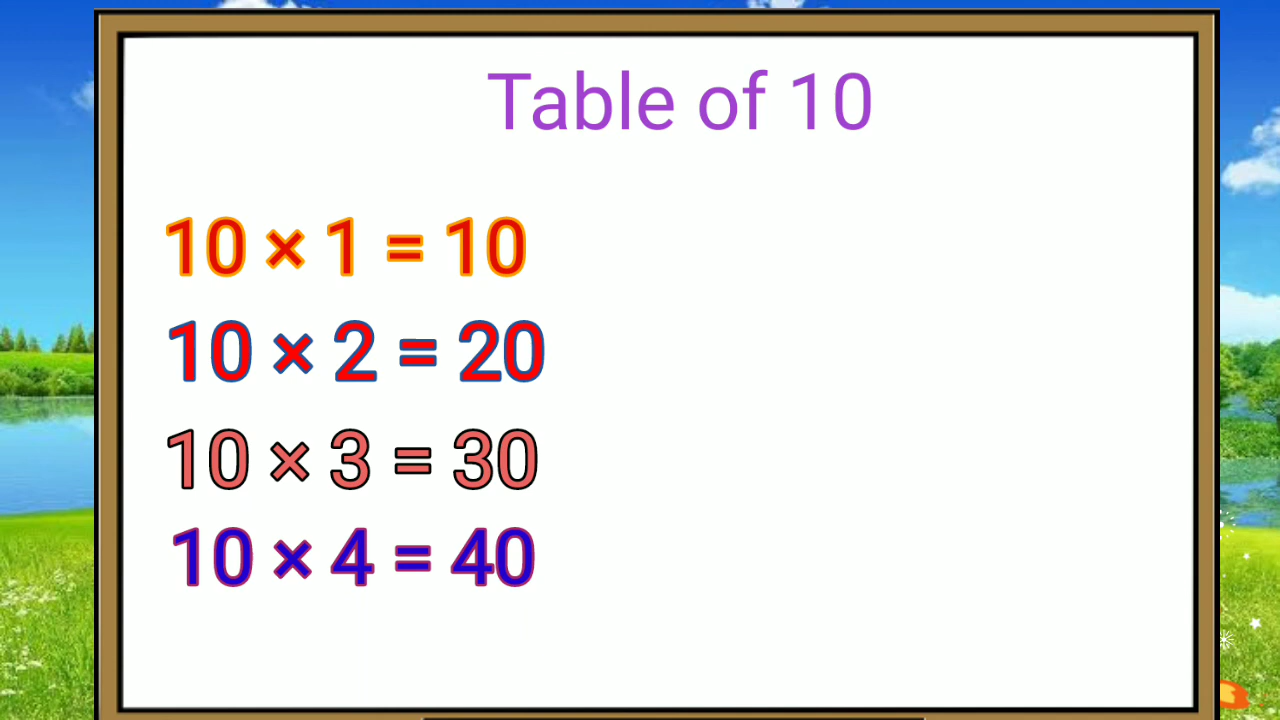 Table of 10
10 × 1 = 10
10 × 2 = 20
10 × 3 = 30
10 × 4 = 40